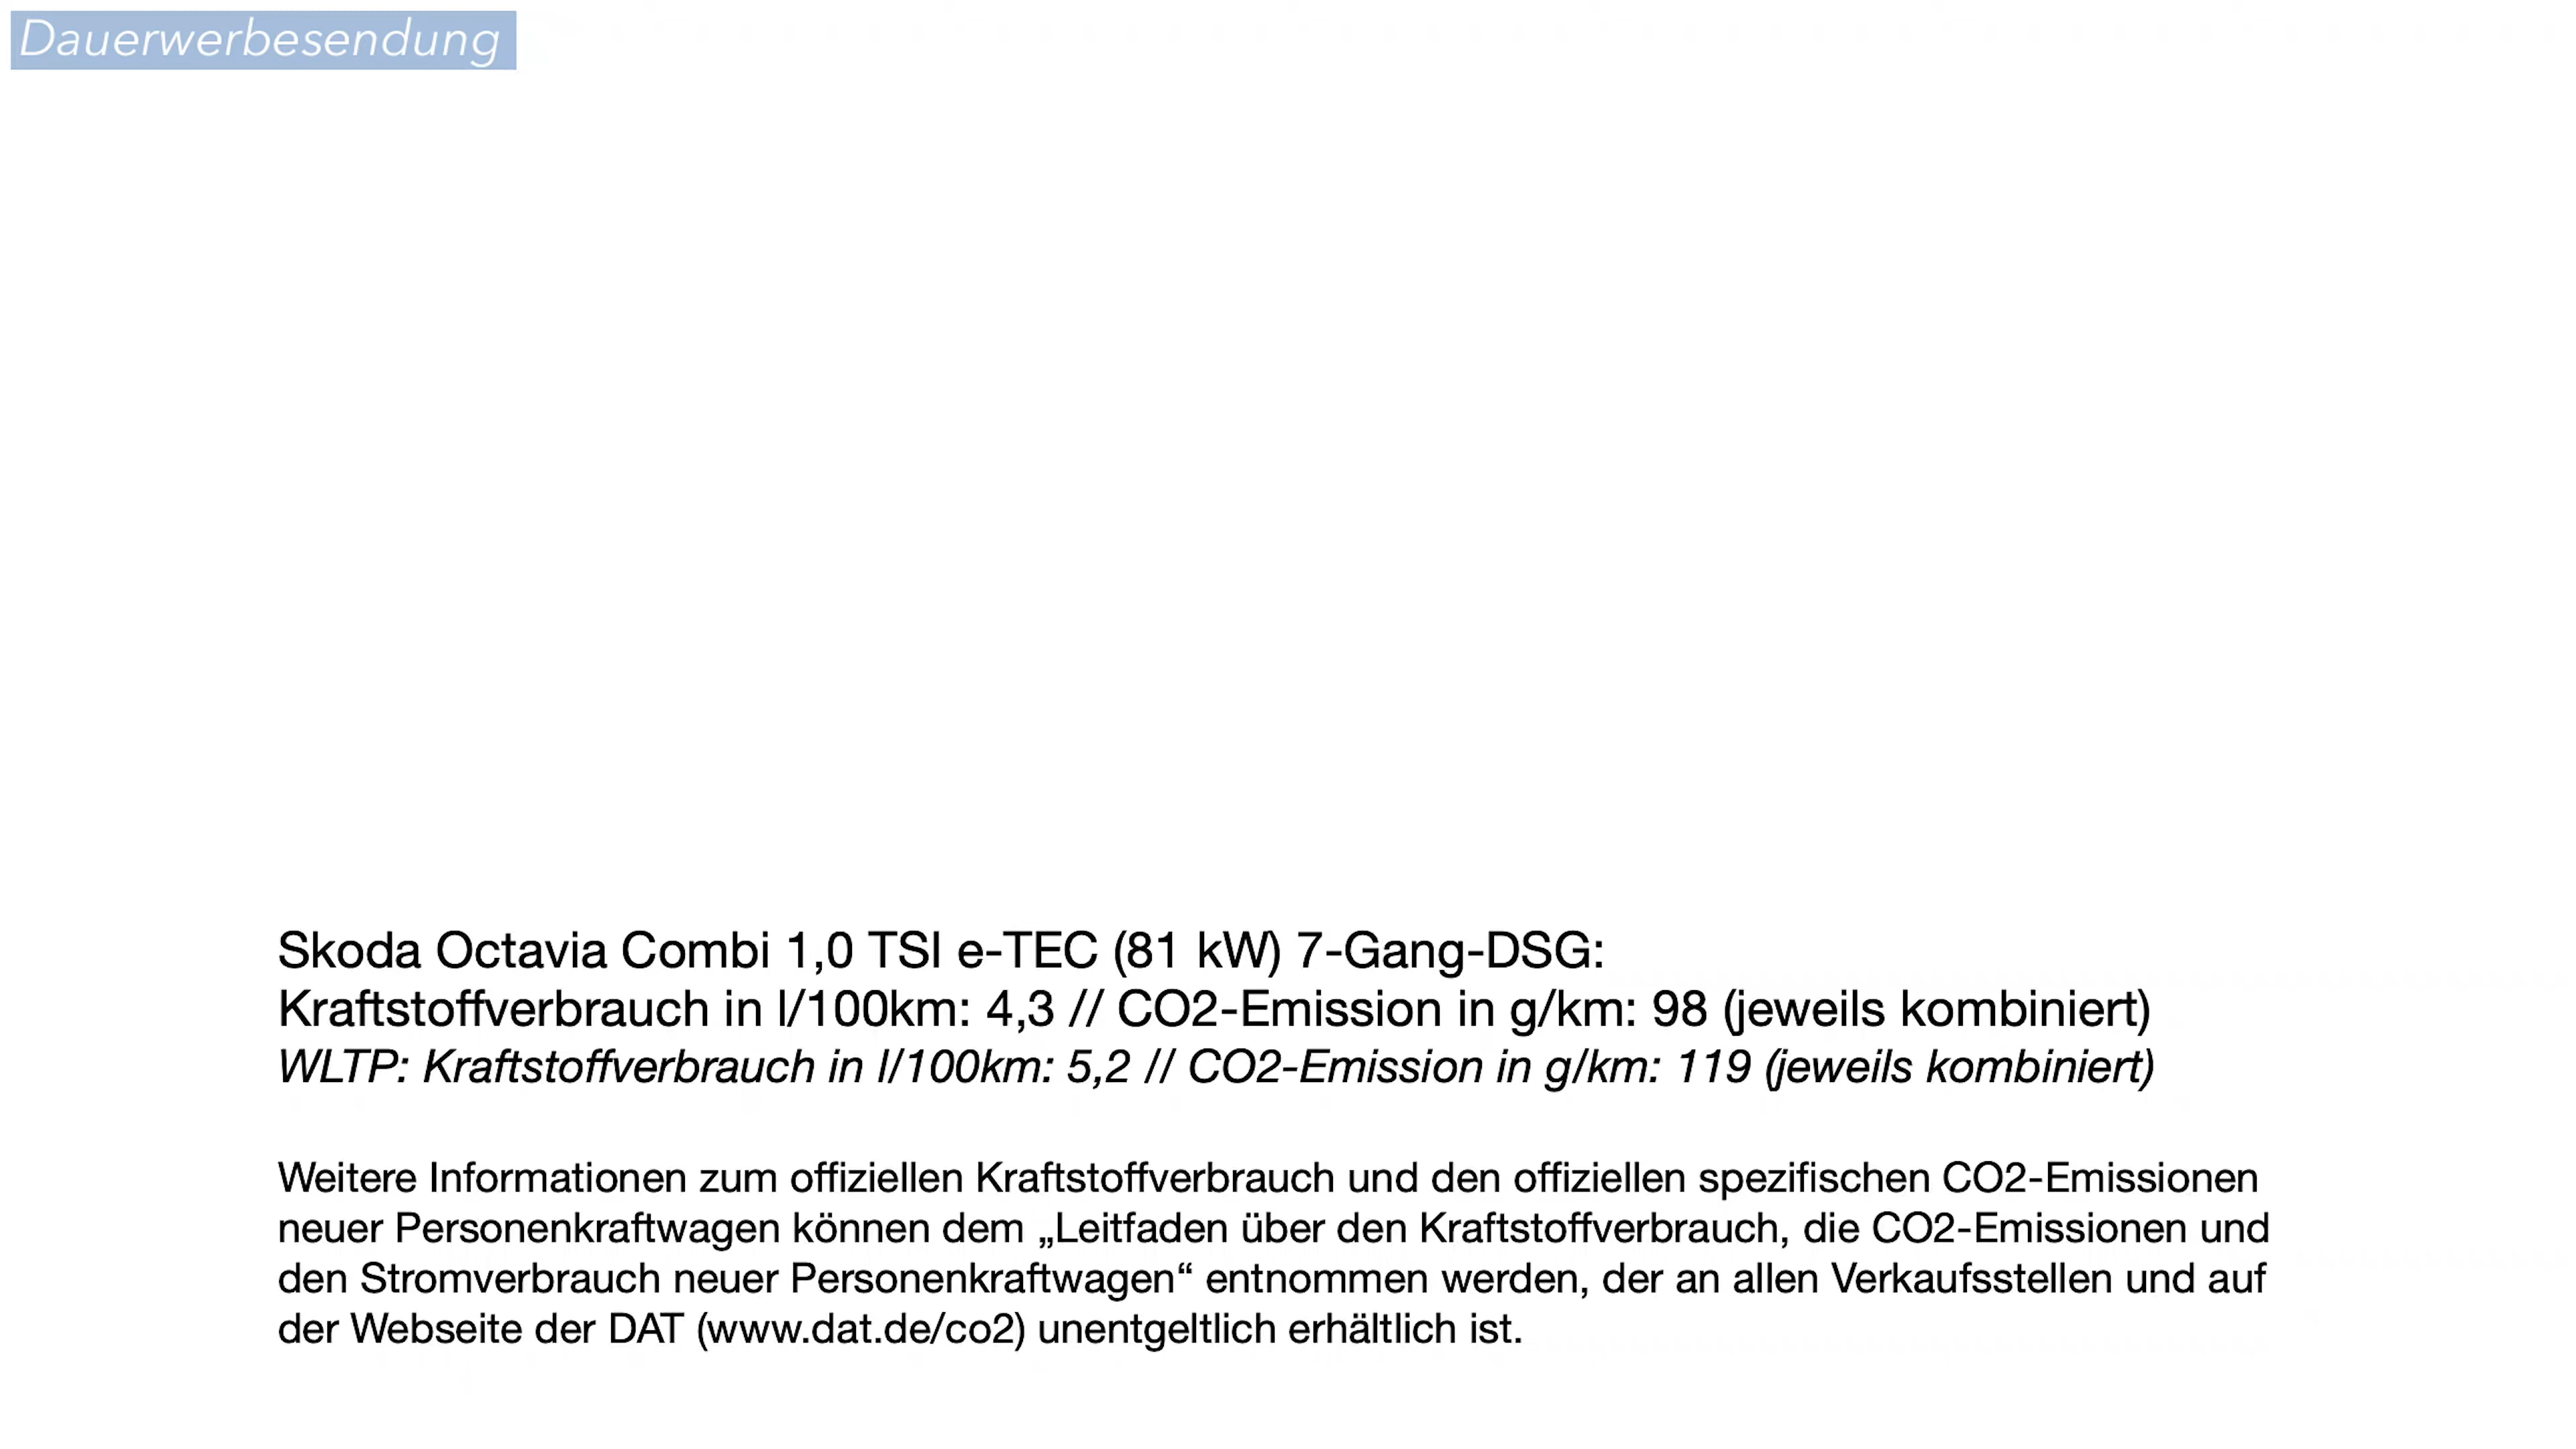 Dauerwerbesendung
Skoda Octavia Combi 1,0 TSI e-TEC (81 kW) 7-Gang-DSG:
Kraftstoffverbrauch in l/100km: 4,3 // CO2-Emission in g/km: 98 (jeweils kombiniert)
WLTP: Kraftstoffverbrauch in l/100km: 5,2 // CO2-Emission in g/km: 119 (jeweils kombiniert)
Weitere Informationen zum offiziellen Kraftstoffverbrauch und den offiziellen spezifischen CO2-Emissionen
neuer Personenkraftwagen können dem „Leitfaden über den Kraftstoffverbrauch, die CO2-Emissionen und
den Stromverbrauch neuer Personenkraftwagen“ entnommen werden, der an allen Verkaufsstellen und auf
der Webseite der DAT (www.dat.de/co2) unentgeltlich erhältlich ist.